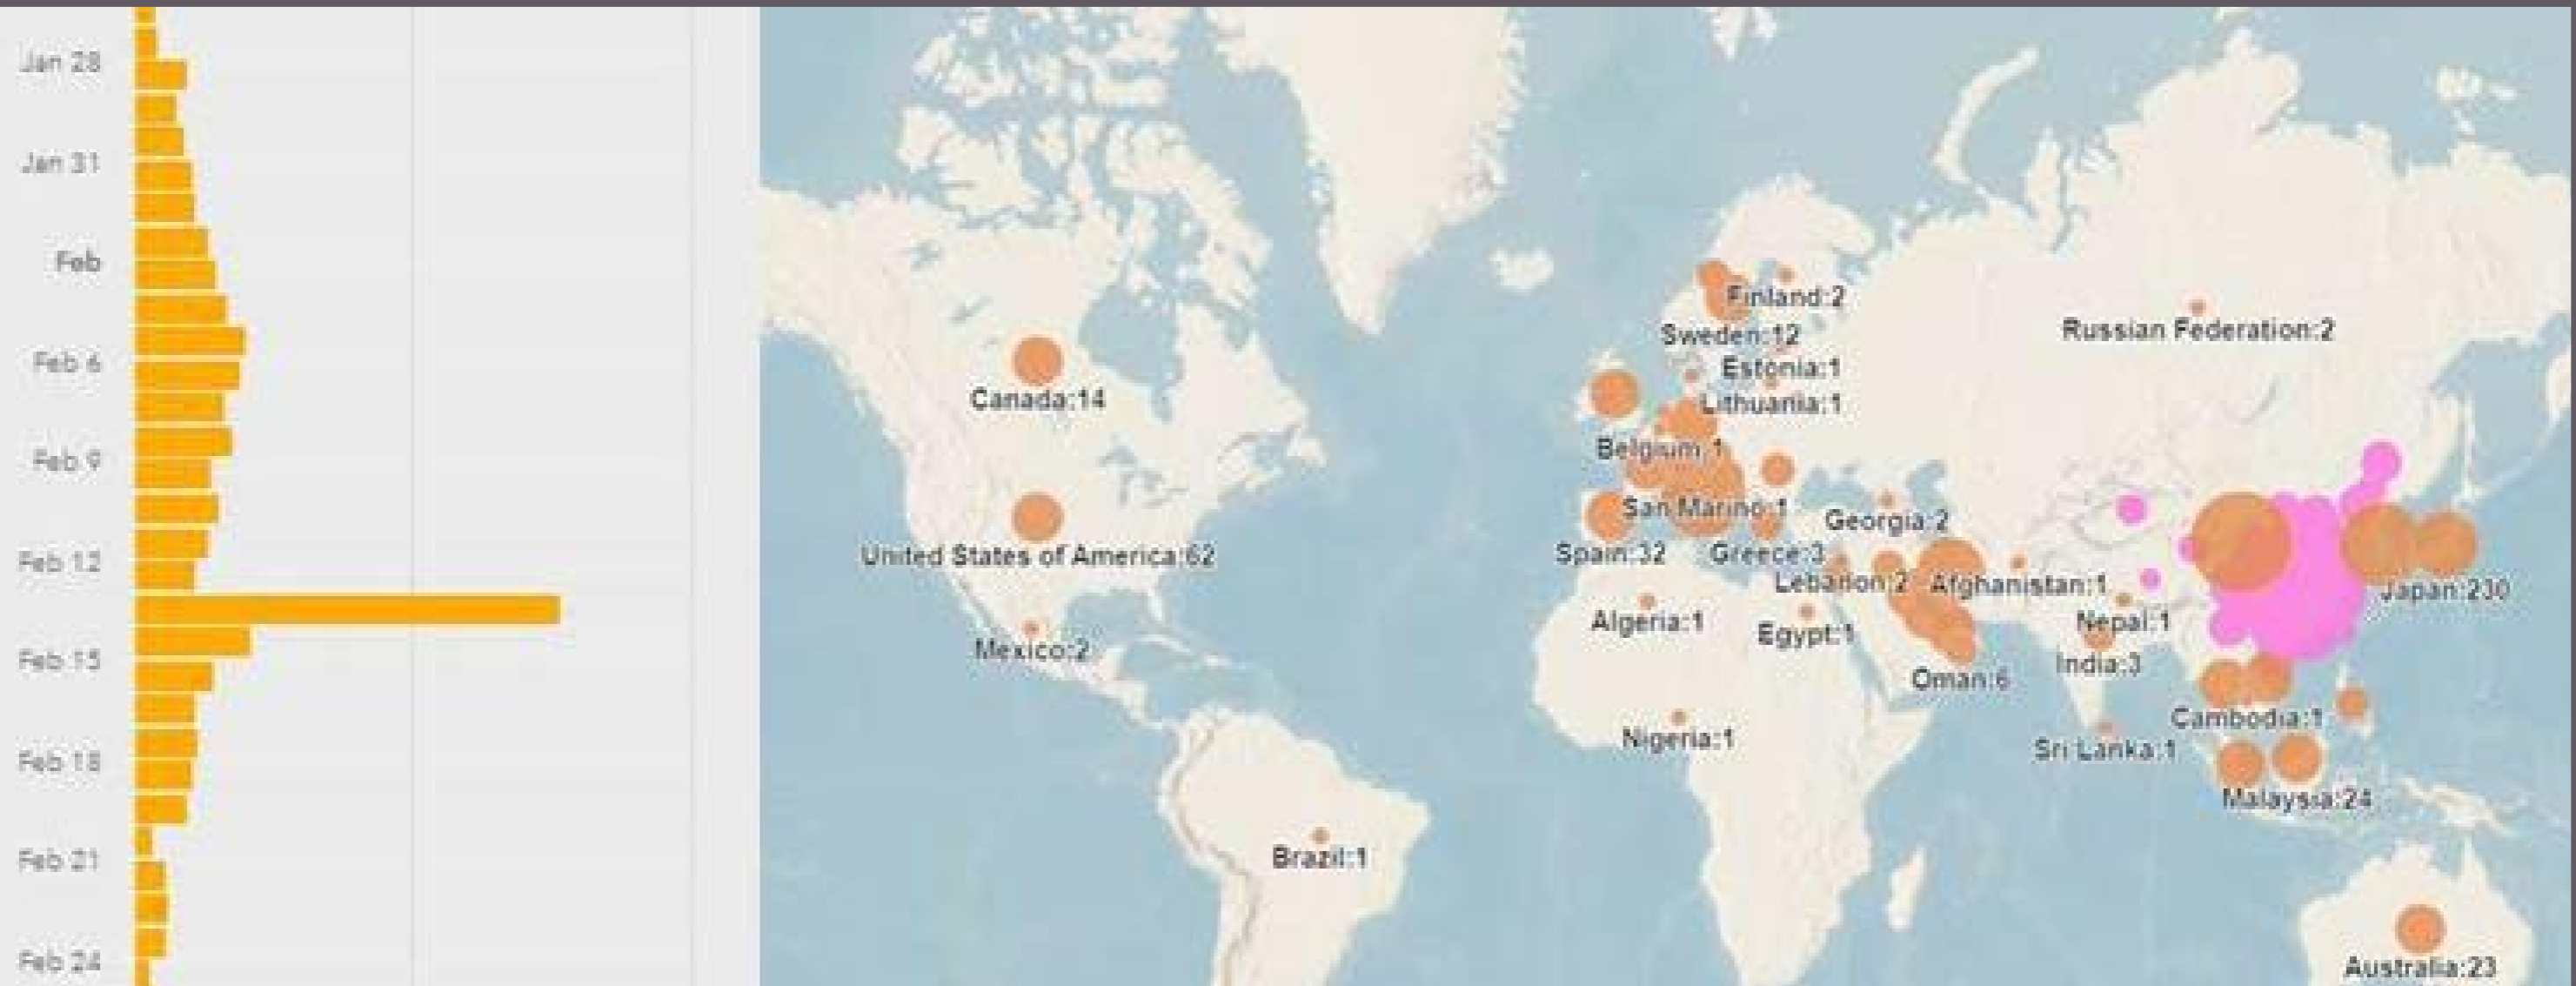 Jan 28
Jan 31
Feb
Feb 6
Feb 9
Feb 12
Feb 15
Feb 18
Feb 21
Feb 24
Finland:2
Sweden:12
Russian Federation:2
Estonia:1
Canada:14
Lithuania:1
Belgium:1
San Marino:1
Georgia:2
United States of America:62
Spain:32
Greece:3
Lebanon:2
Afghanistan:1
Japan:230
Algeria:1
Egypt:1
Nepal:1
Mexico:2
India:3
Oman:6
Cambodia:1
Nigeria:1
Sri Lanka:1
Malaysia:24
Brazil:1
Australia:23